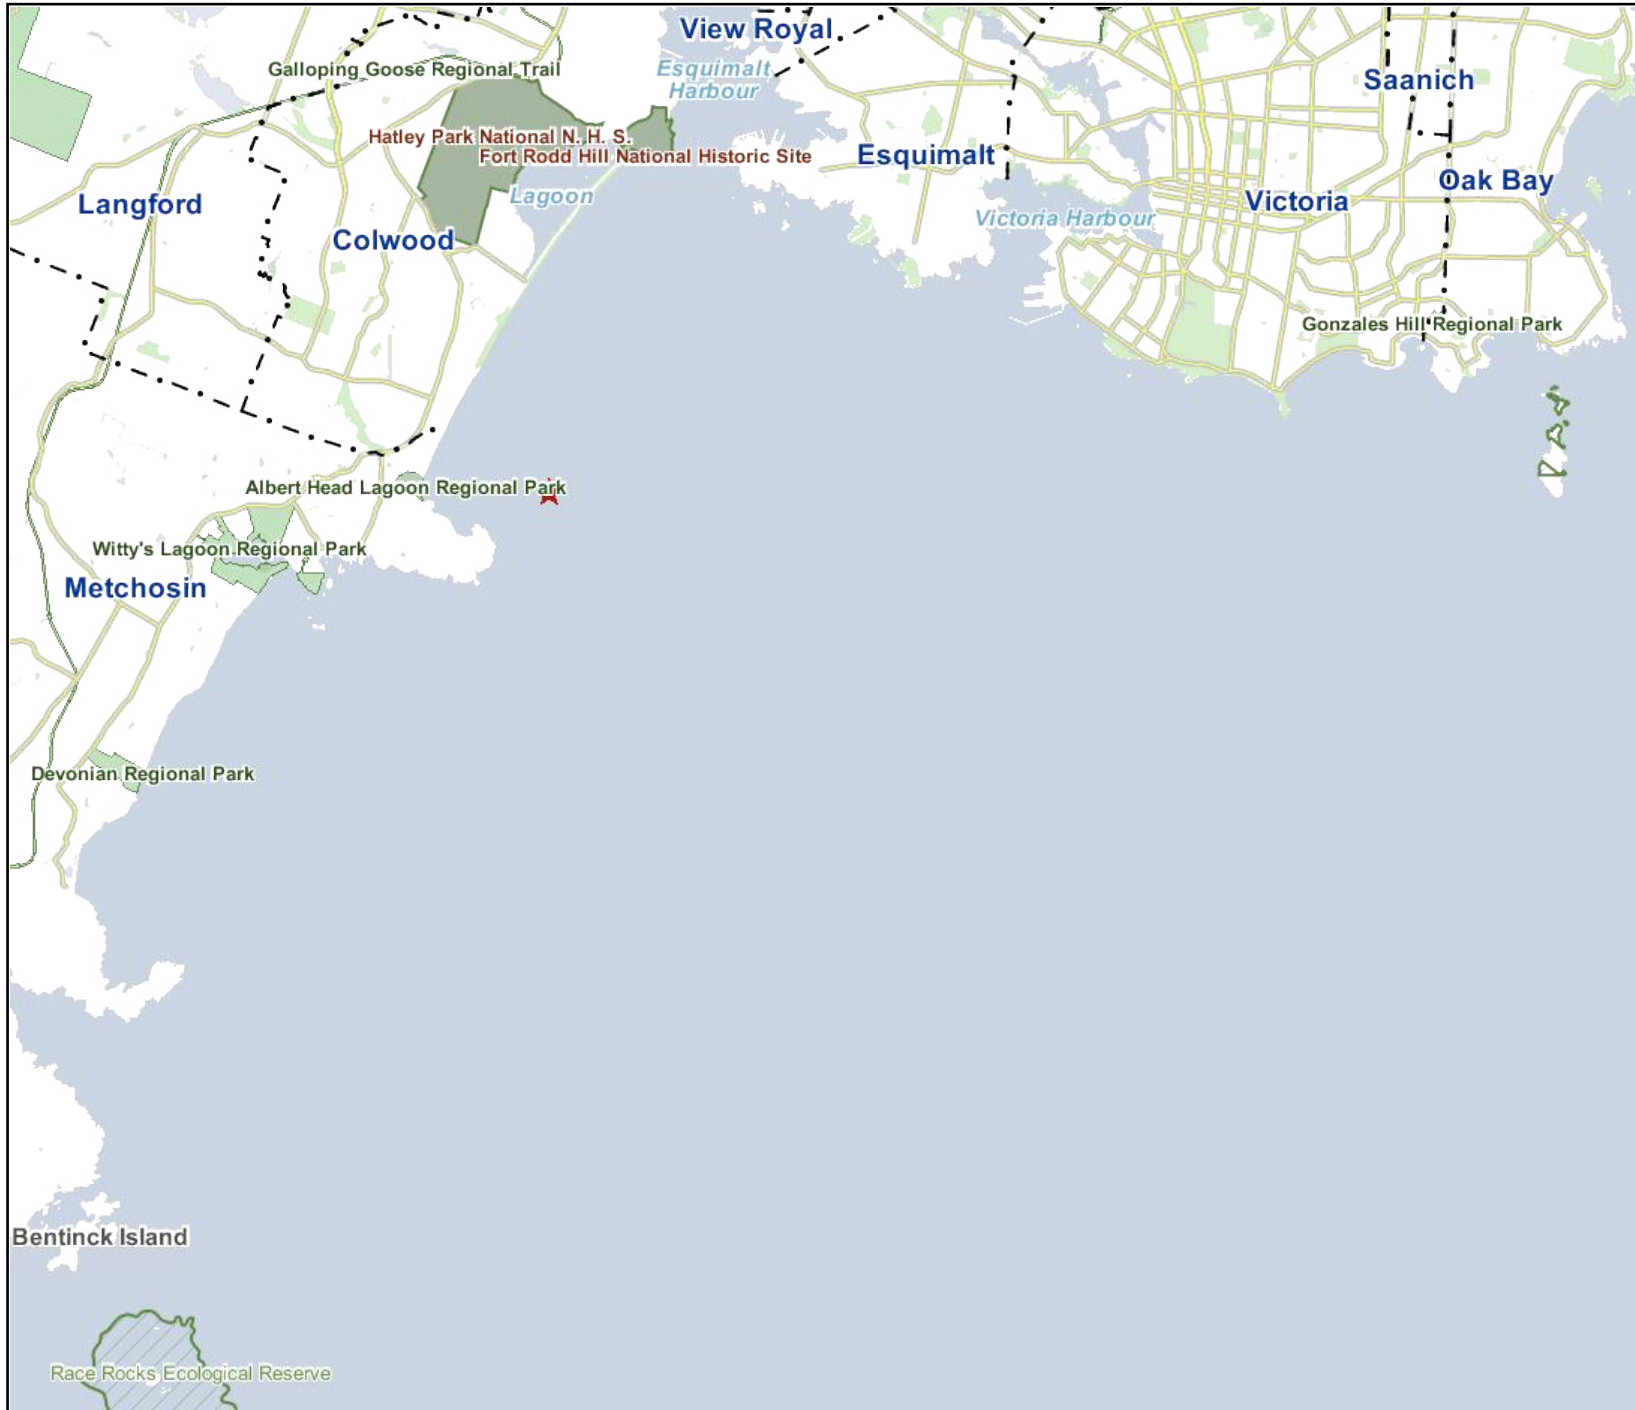 View Royal
Galloping Goose Regional Trail
Esquimalt
Harbour
Saanich
Hatley Park National N. H. S.
Fort Rodd Hill National Historic Site
Esquimalt
Oak Bay
Langford
Lagoon
Victoria
Victoria Harbour
Colwood
Gonzales Hill Regional Park
Albert Head Lagoon Regional Park
Witty's Lagoon Regional Park
Metchosin
Devonian Regional Park
Bentinck Island
Race Rocks Ecological Reserve